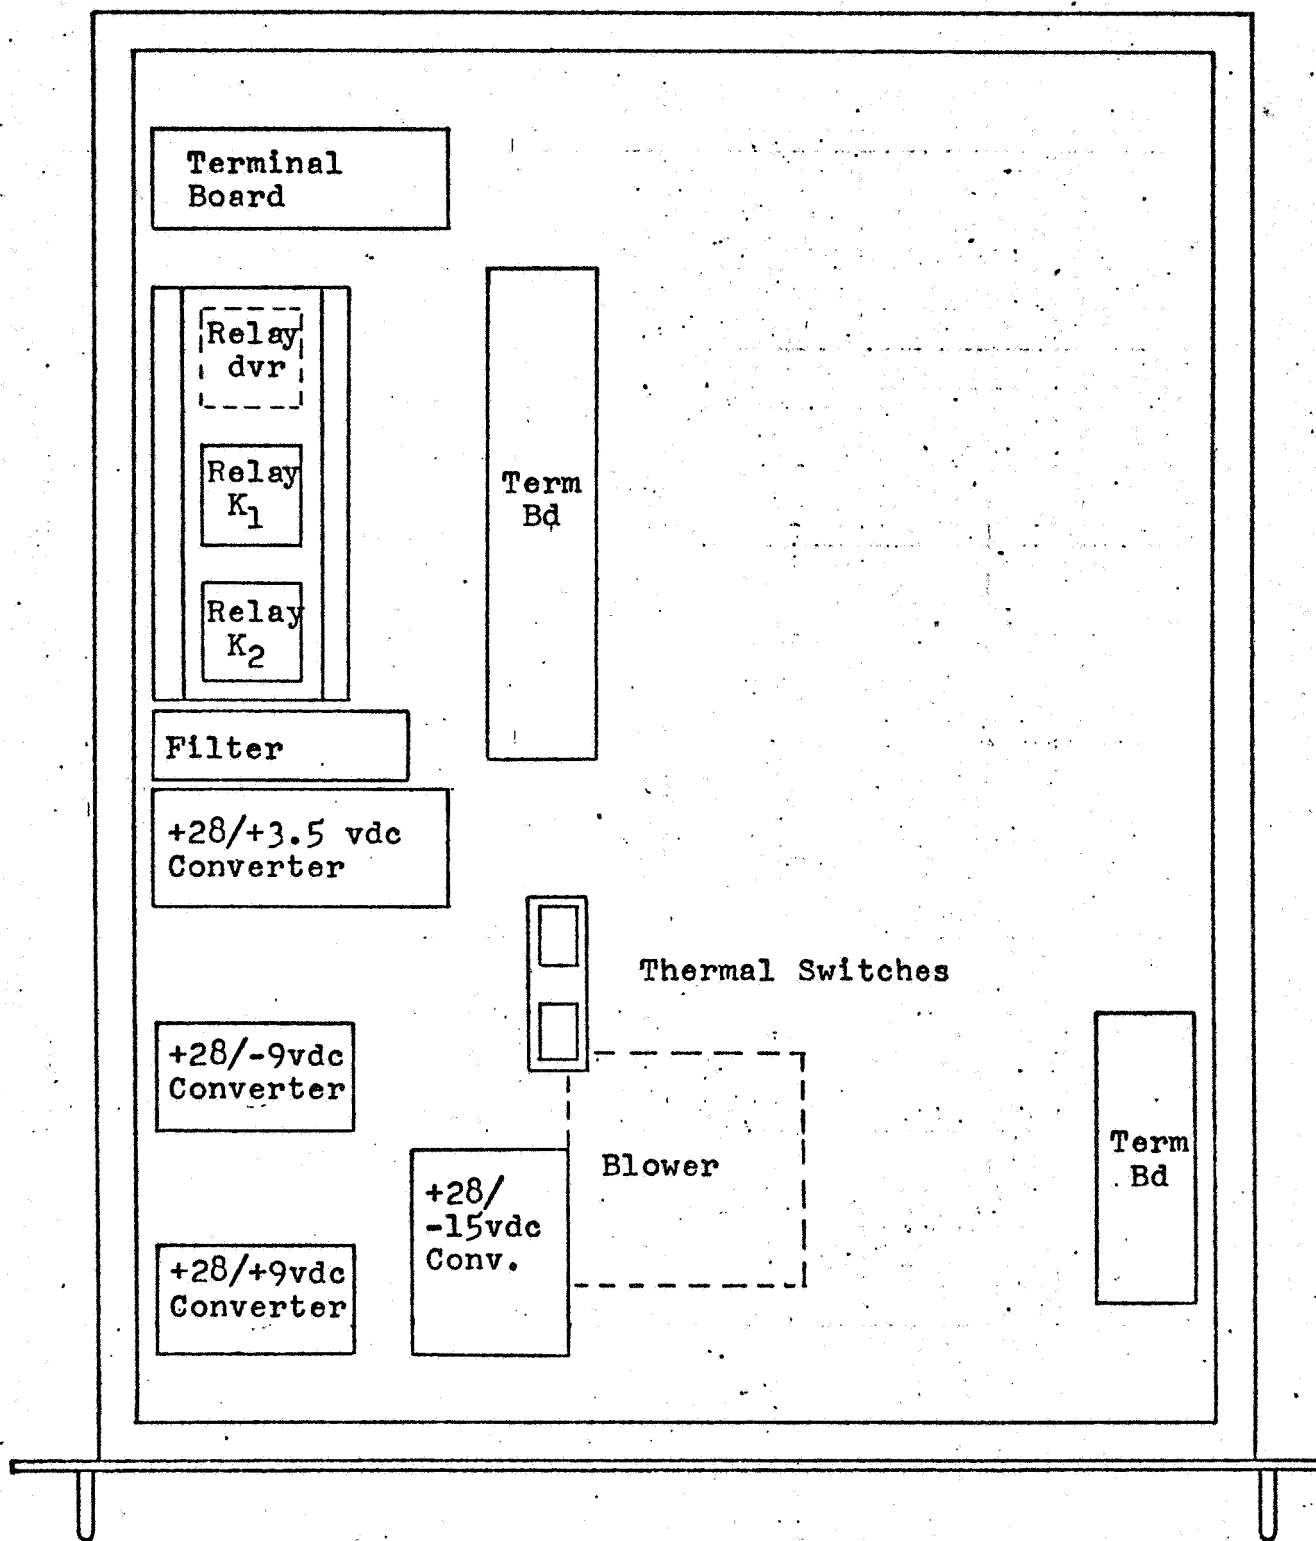 Terminal
Board
Relay
dvr
Relay
K₁
Relay
K₂
Term
Bd
Filter
+28/+3.5 vdc
Converter
Thermal Switches
+28/-9vdc
Converter
Blower
+28/
-15vdc
Conv.
Term
Bd
+28/+9vdc
Converter